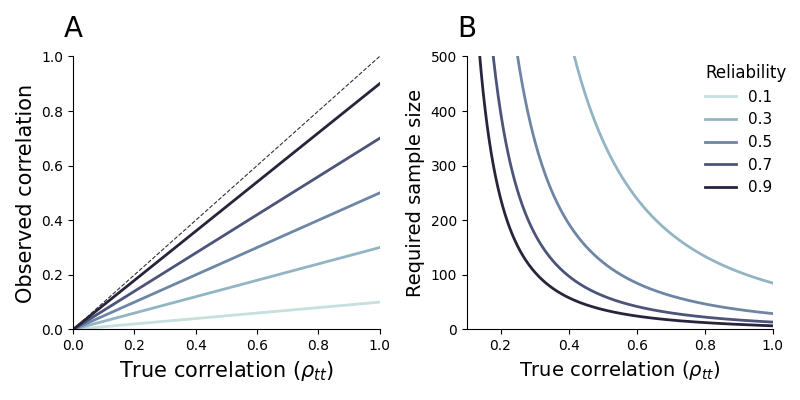 A
Observed correlation
1.0
0.8
0.6
0.4
0.2
0.0
0.0 0.2 0.4 0.6 0.8 1.0
True correlation (ρtt)
B
Required sample size
500
400
300
200
100
0
0.2 0.4 0.6 0.8 1.0
True correlation (ρtt)
Reliability
0.1
0.3
0.5
0.7
0.9